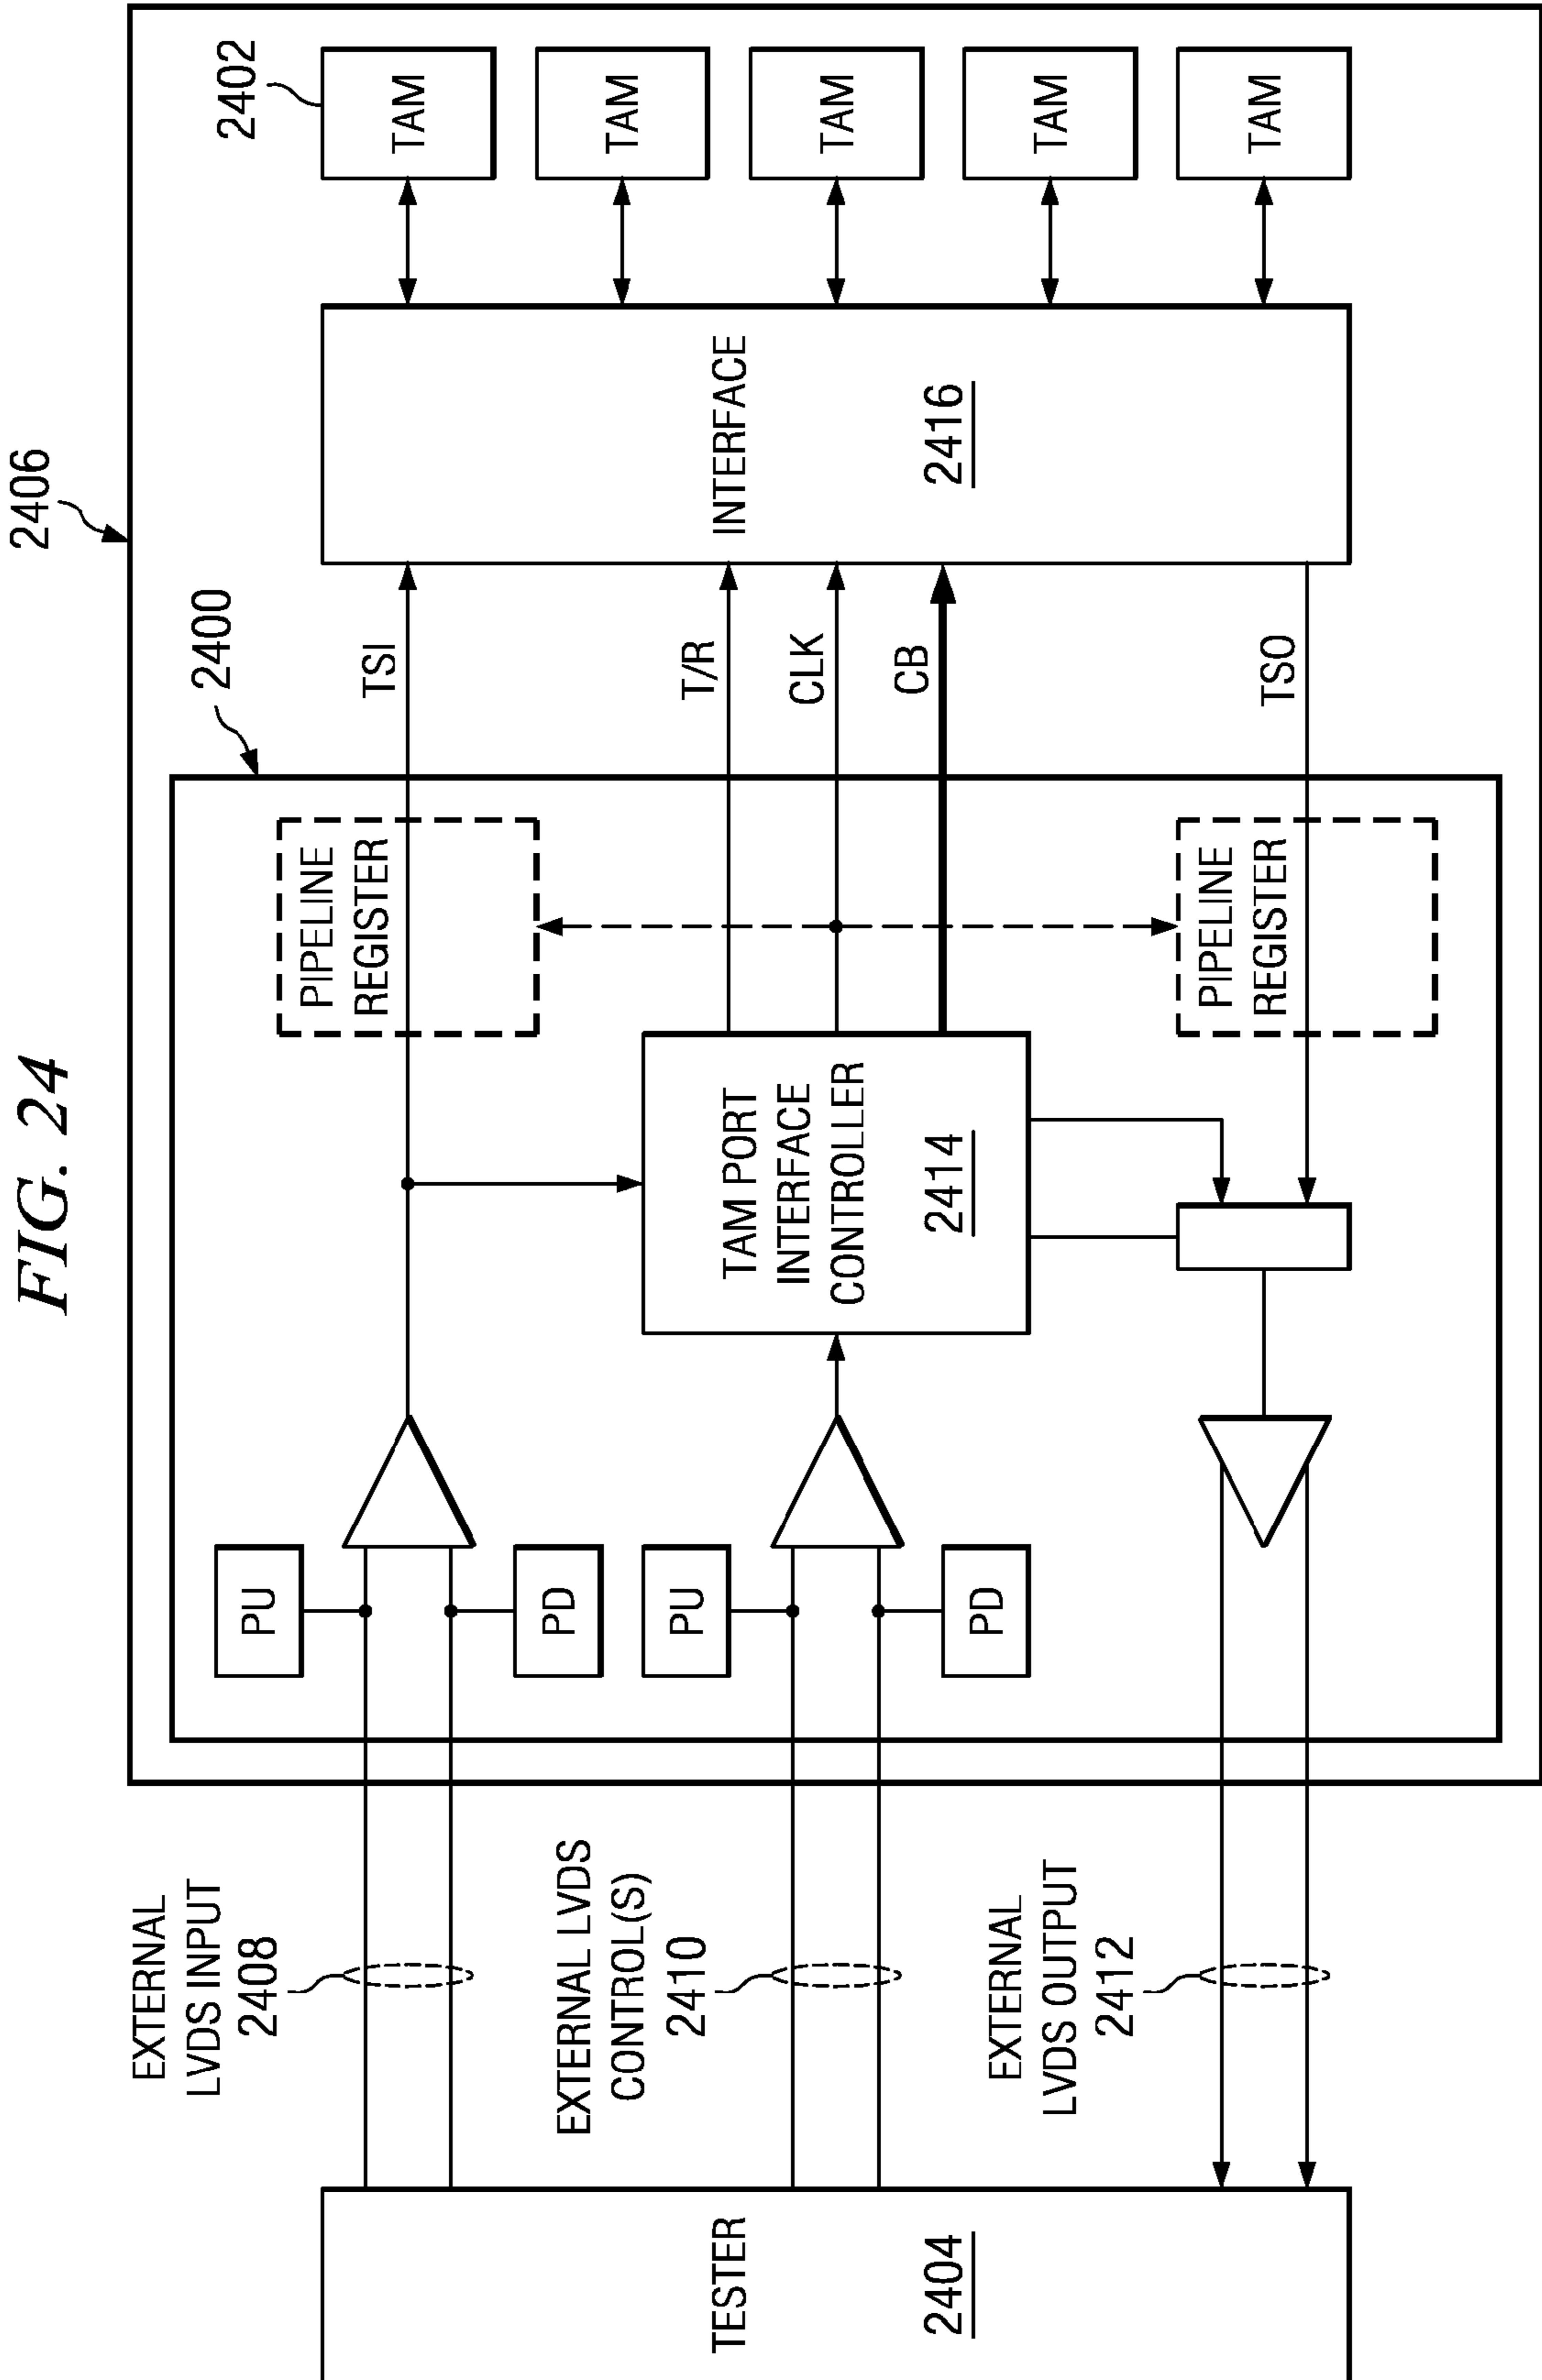 FIG. 24
2406
2400
2402
TESTER
2404
EXTERNAL
LVDS INPUT
2408
EXTERNAL LVDS
CONTROL(S)
2410
EXTERNAL
LVDS OUTPUT
2412
PU
PD
PU
PD
TAM PORT
INTERFACE
CONTROLLER
2414
PIPELINE
REGISTER
PIPELINE
REGISTER
TSI
T/R
CLK
CB
TSO
INTERFACE
2416
TAM
TAM
TAM
TAM
TAM